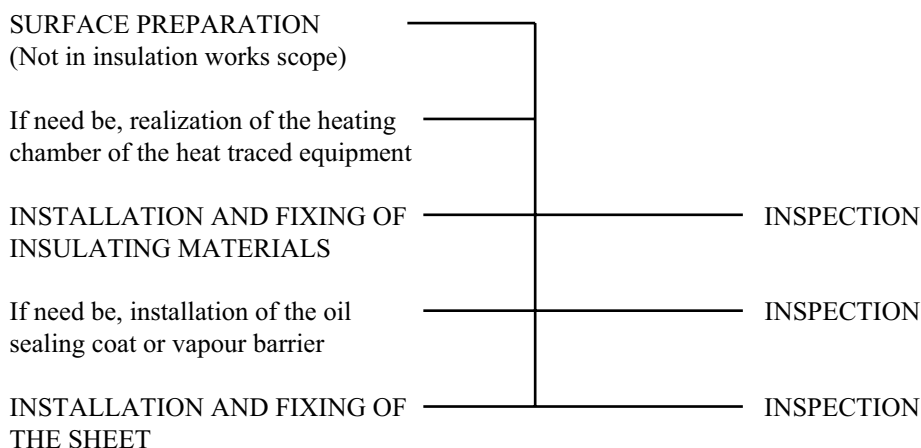 SURFACE PREPARATION
(Not in insulation works scope)
If need be, realization of the heating
chamber of the heat traced equipment
INSTALLATION AND FIXING OF
INSULATING MATERIALS
INSPECTION
If need be, installation of the oil
sealing coat or vapour barrier
INSPECTION
INSTALLATION AND FIXING OF
THE SHEET
INSPECTION